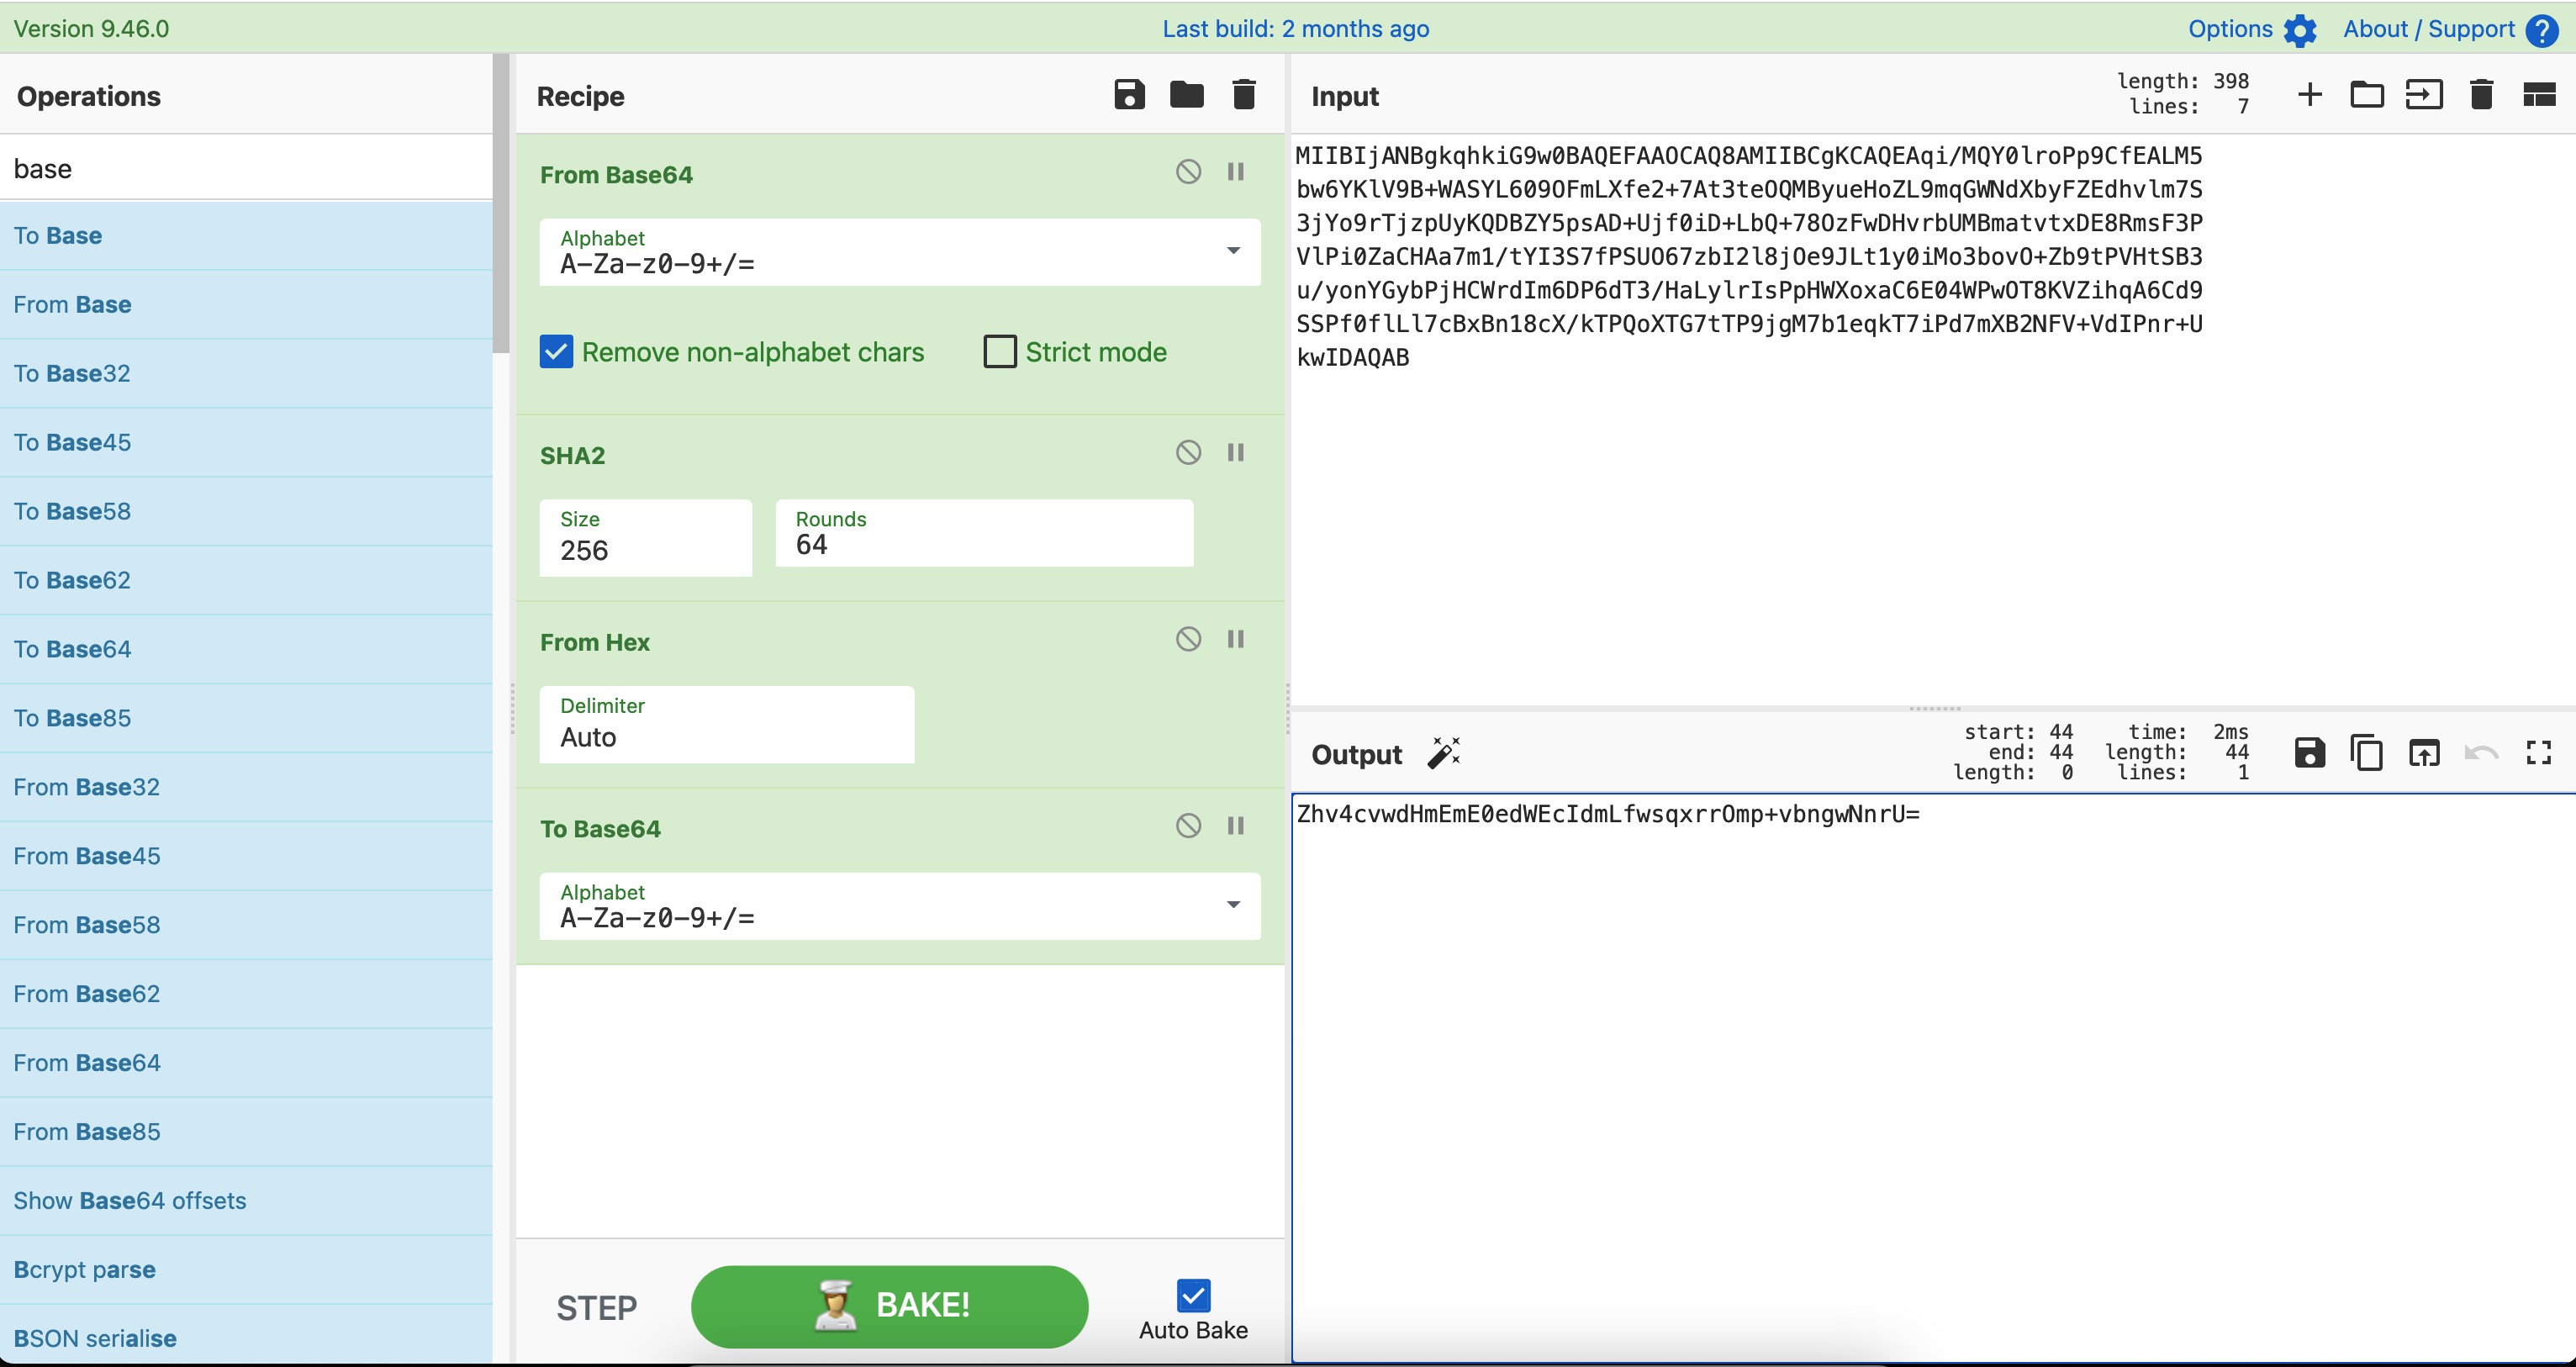 Version 9.46.0
Last build: 2 months ago
Options
About / Support
?
Operations
base
To Base
From Base
To Base32
To Base45
To Base58
To Base62
To Base64
To Base85
From Base32
From Base45
From Base58
From Base62
From Base64
From Base85
Show Base64 offsets
Bcrypt parse
BSON serialise
Recipe
From Base64
Alphabet
A-Za-z0-9+/=
Remove non-alphabet chars
Strict mode
SHA2
Size
256
Rounds
64
From Hex
Delimiter
Auto
To Base64
Alphabet
A-Za-z0-9+/=
STEP
BAKE!
Auto Bake
Input
length: 398
lines: 7
MIIBIjANBgkqhkiG9w0BAQEFAAOCAQ8AMIIBCgKCAQEAqi/MQY0lroPp9CfEALM5
bw6YKlV9B+WASYL609OFmLXfe2+7At3teOQMByueHoZL9mqGWNdXbyFZEdhvlm7S
3jYo9rTjzpUyKQDBZY5psAD+Ujf0iD+LbQ+78OzFwDHvrbUMBmatvtxDE8RmsF3P
VlPi0ZaCHAa7m1/tYI3S7fPSUO67zbI2l8jOe9JLt1y0iMo3bovO+Zb9tPVHtSB3
u/yonYGybPjHCWrdIm6DP6dT3/HaLylrIsPpHWXoxaC6E04WPwOT8KVZihqA6Cd9
SSPf0flLl7cBxBn18cX/kTPQoXTG7tTP9jgM7b1eqkT7iPd7mXB2NFV+VdIPnr+U
kwIDAQAB
Output
start: 44 time: 2ms
end: 44 length: 44
length: 0 lines: 1
Zhv4cvwdHmEmE0edWEcIdmLfwsqxrrOmp+vbngwNnrU=